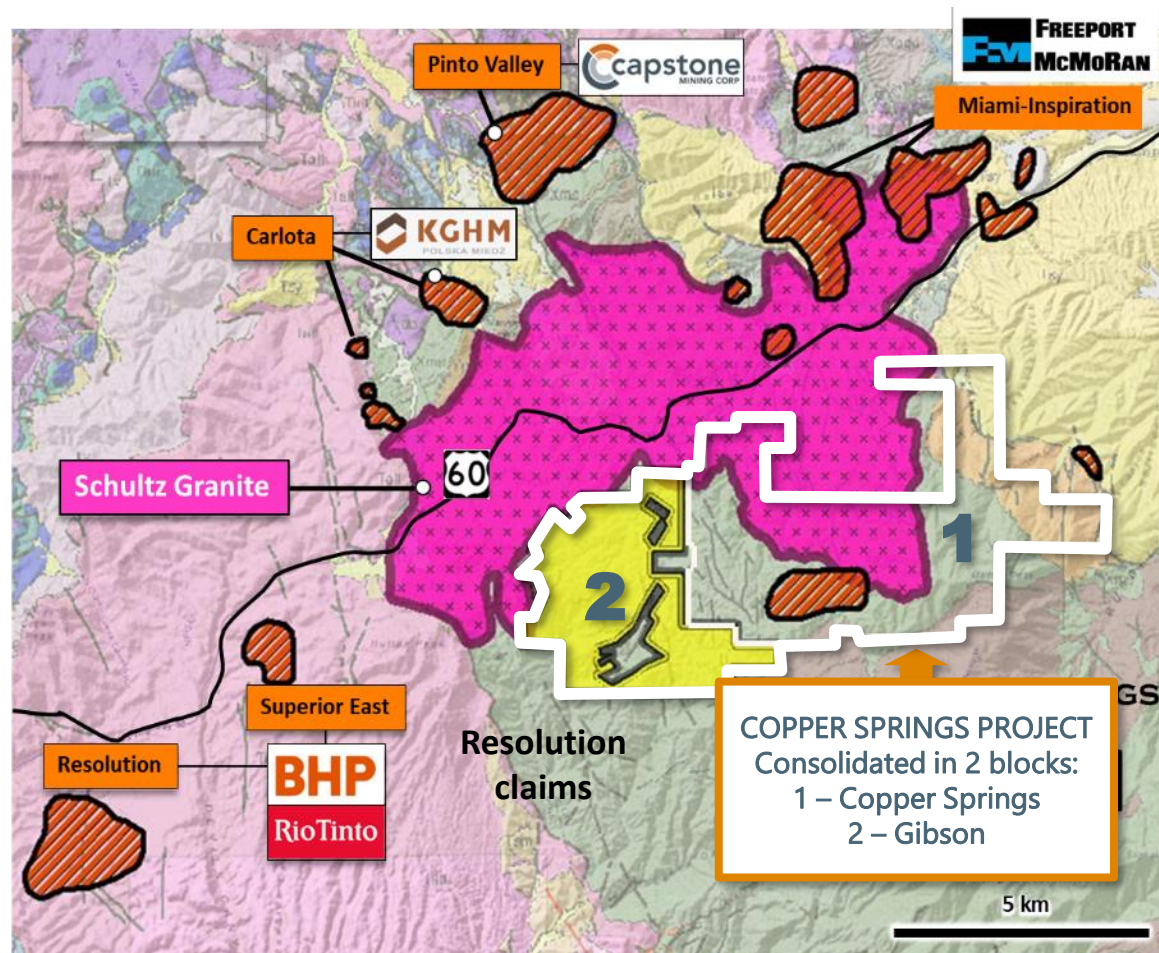 FREEPORT
FM
MCMORAN
Pinto Valley
capstone
MINING CORP
Miami-Inspiration
Carlota
KGHM
POLSKA MIEDŹ
Schultz Granite
60
1
2
Superior East
Resolution
BHP
RioTinto
Resolution
claims
GS
COPPER SPRINGS PROJECT
Consolidated in 2 blocks:
1 – Copper Springs
2 – Gibson
5 km